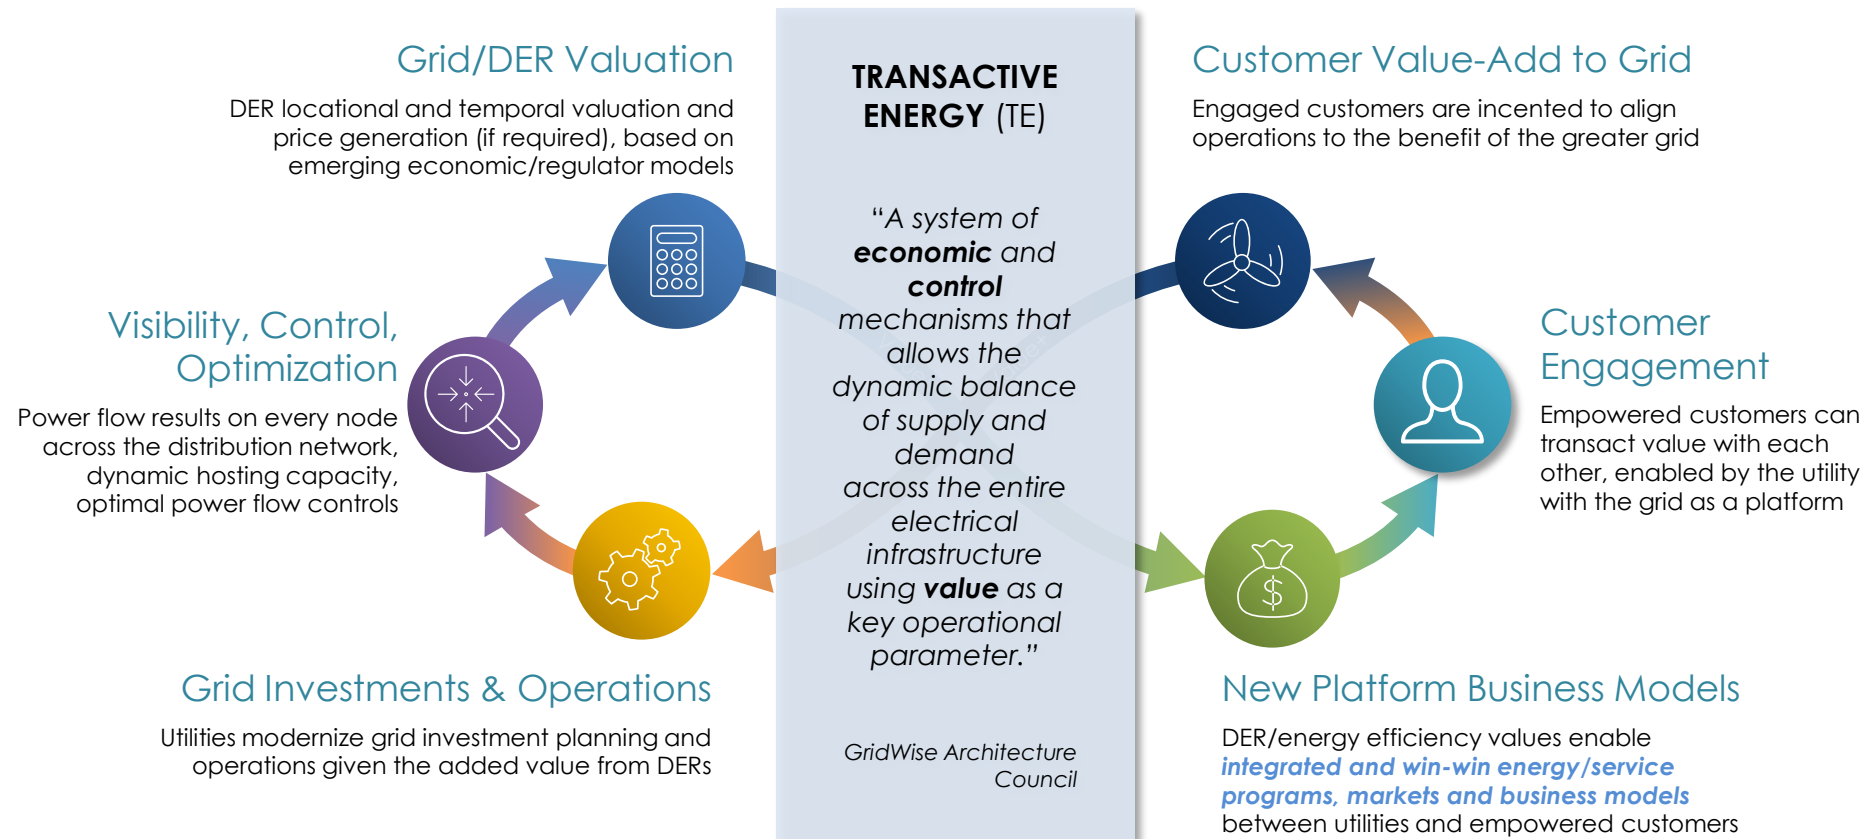 Grid/DER Valuation
DER locational and temporal valuation and
price generation (if required), based on
emerging economic/regulator models
Visibility, Control,
Optimization
Power flow results on every node
across the distribution network,
dynamic hosting capacity,
optimal power flow controls
Grid Investments & Operations
Utilities modernize grid investment planning and
operations given the added value from DERs
TRANSACTIVE
ENERGY (TE)
“A system of
economic and
control
mechanisms that
allows the
dynamic balance
of supply and
demand
across the entire
electrical
infrastructure
using value as a
key operational
parameter.”
GridWise Architecture
Council
Customer Value-Add to Grid
Engaged customers are incented to align
operations to the benefit of the greater grid
Customer
Engagement
Empowered customers can
transact value with each
other, enabled by the utility
with the grid as a platform
$
New Platform Business Models
DER/energy efficiency values enable
integrated and win-win energy/service
programs, markets and business models
between utilities and empowered customers